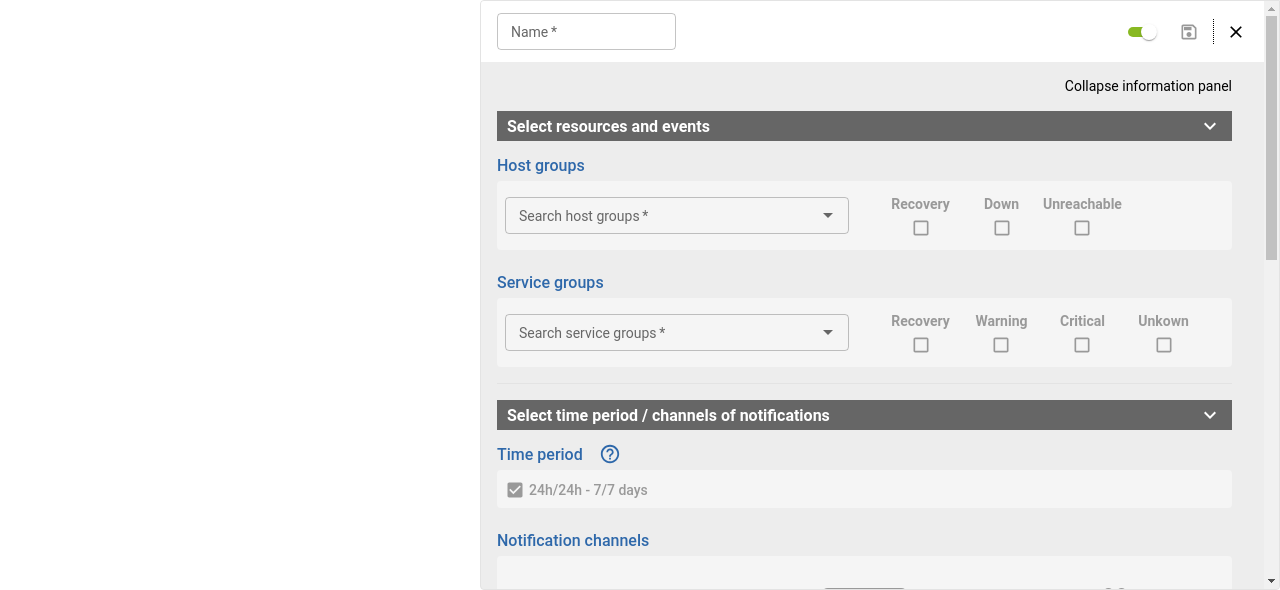 Name *
Collapse information panel
Select resources and events
Host groups
Search host groups *
Recovery
Down
Unreachable
Service groups
Search service groups *
Recovery
Warning
Critical
Unkown
Select time period / channels of notifications
Time period
24h/24h - 7/7 days
Notification channels